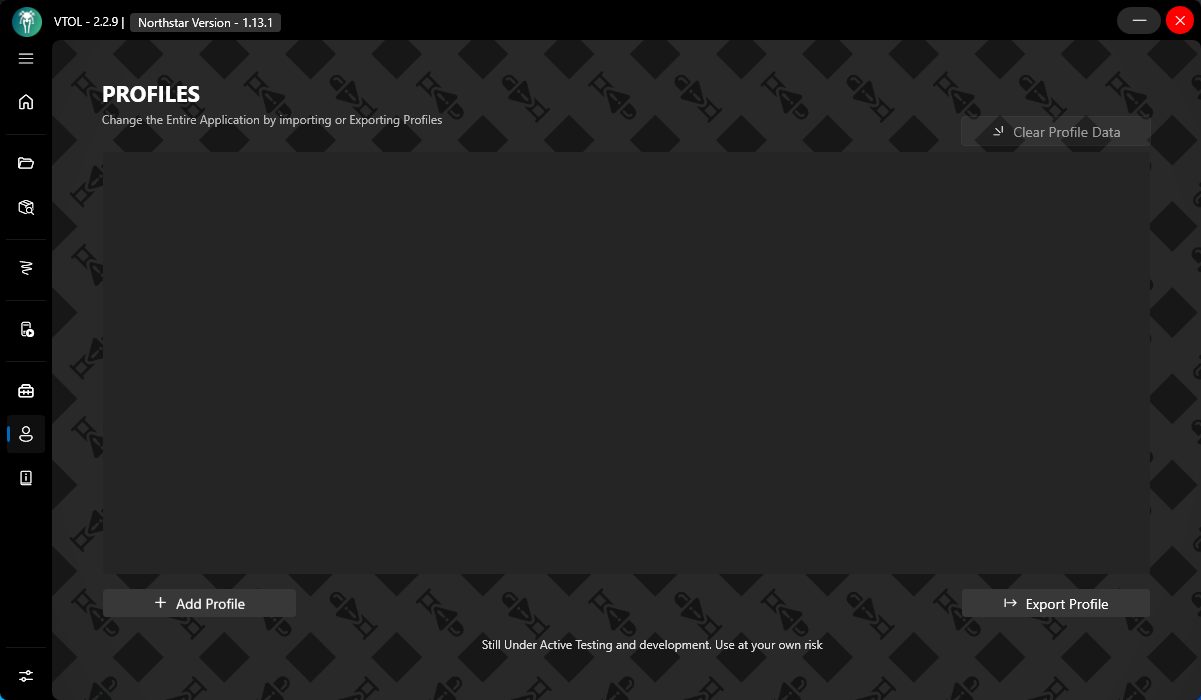 VTOL - 2.2.9 |
Northstar Version - 1.13.1
PROFILES
Change the Entire Application by importing or Exporting Profiles
Clear Profile Data
Add Profile
Export Profile
Still Under Active Testing and development. Use at your own risk